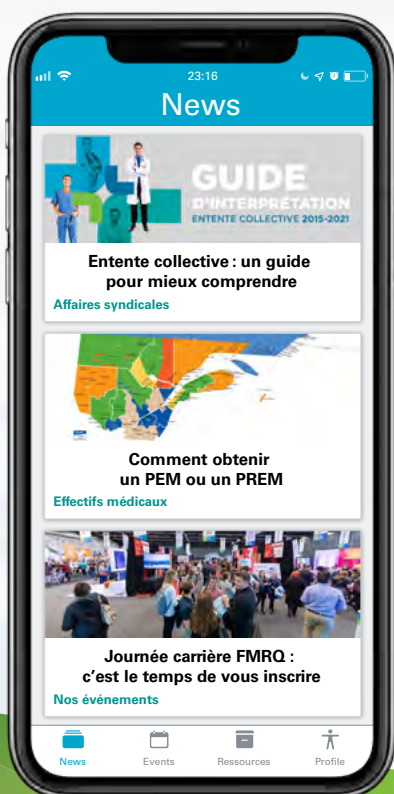 23:16
News
GUIDE
D'INTERPRÉTATION
ENTENTE COLLECTIVE 2015-2021
Entente collective : un guide
pour mieux comprendre
Affaires syndicales
Comment obtenir
un PEM ou un PREM
Effectifs médicaux
Journée carrière FMRQ :
c'est le temps de vous inscrire
Nos événements
News
Events
Ressources
Profile